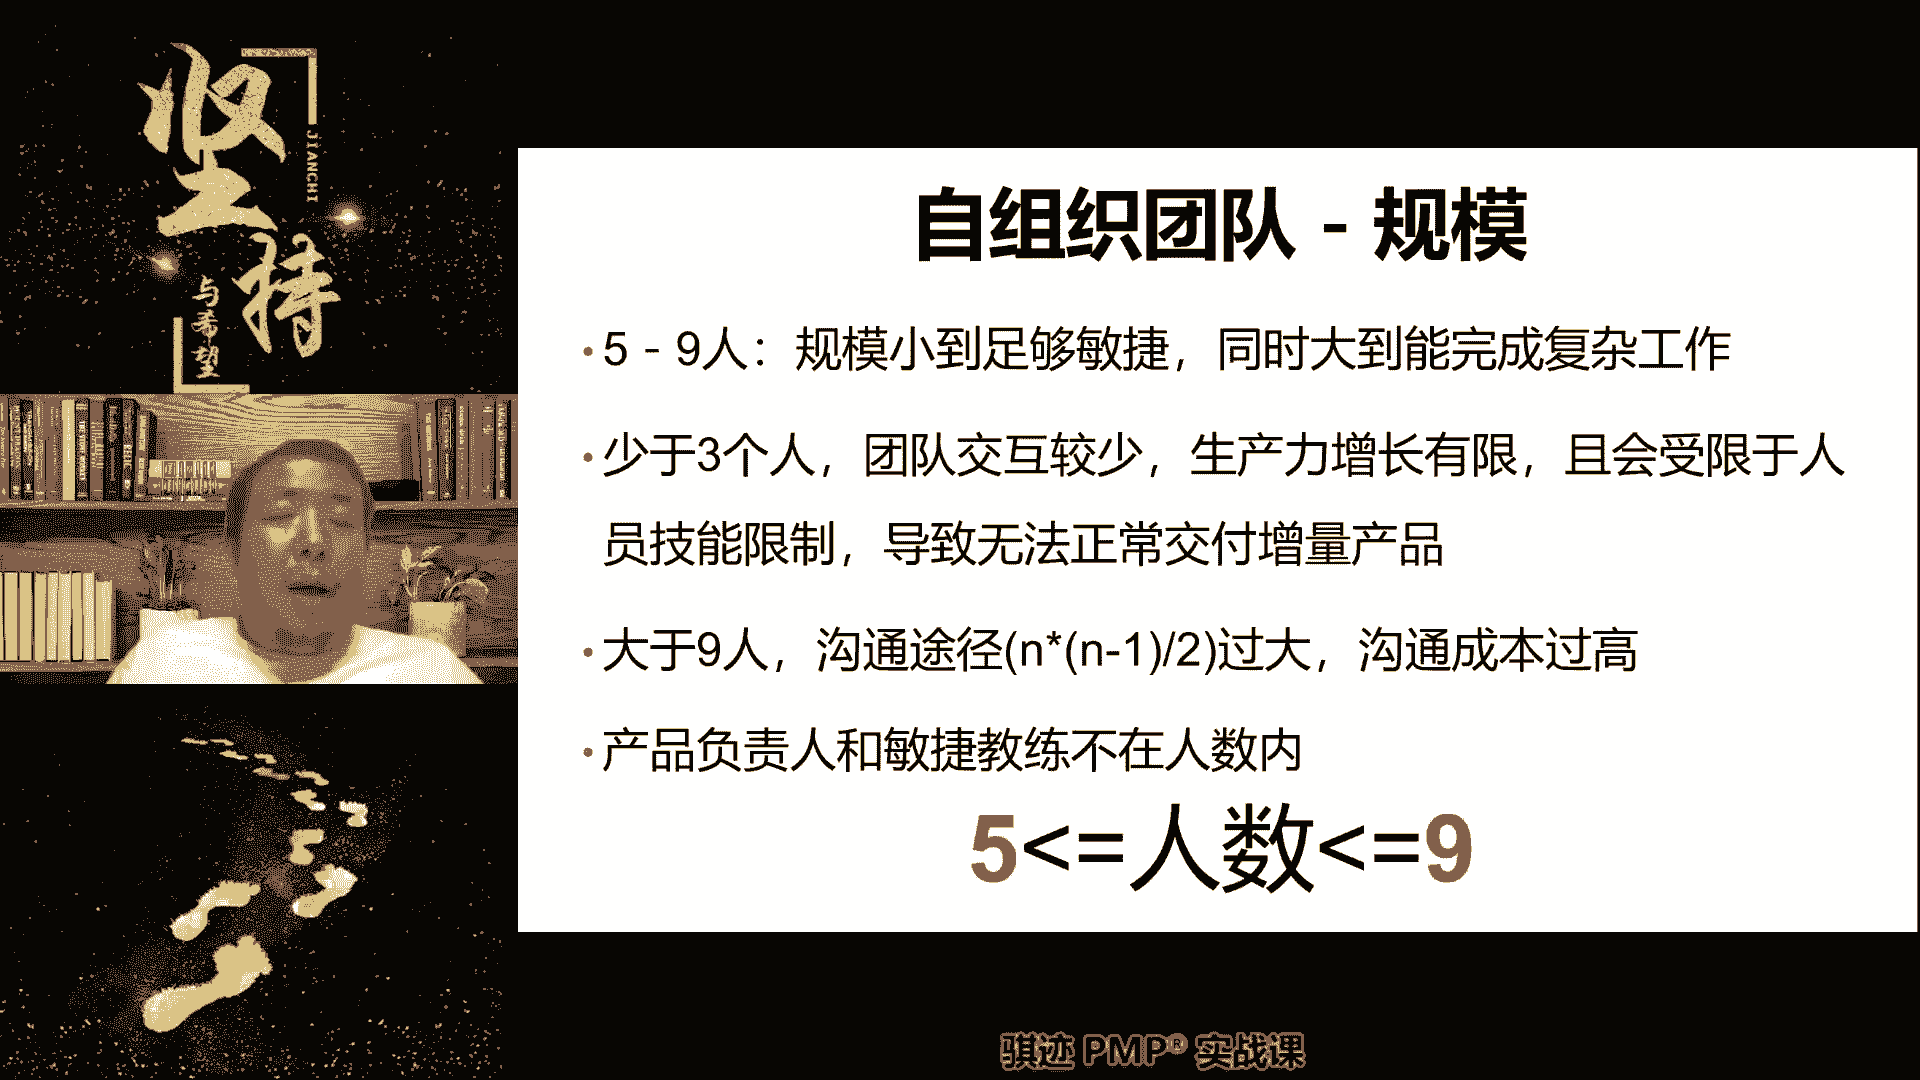 坚
持
JIANCHI
与希望
自组织团队 - 规模
• 5 - 9人：规模小到足够敏捷，同时大到能完成复杂工作
• 少于3个人，团队交互较少，生产力增长有限，且会受限于人
员技能限制，导致无法正常交付增量产品
• 大于9人，沟通途径(n*(n-1)/2)过大，沟通成本过高
• 产品负责人和敏捷教练不在人数内
5<=人数<=9
骐迹 PMP® 实战课